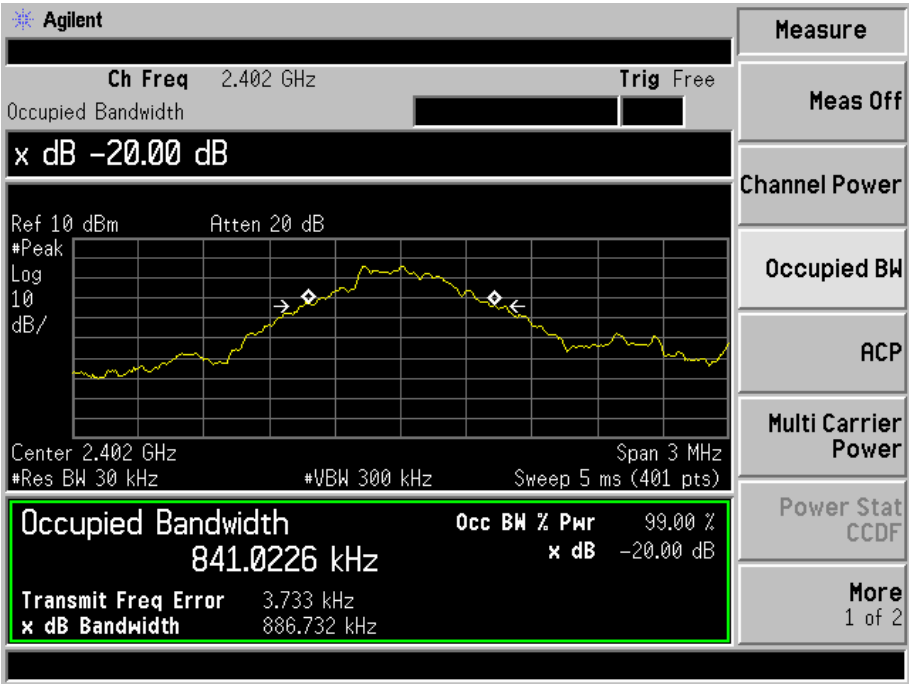 Agilent
Measure
Ch Freq 2.402 GHz Trig Free
Occupied Bandwidth
Meas Off
x dB -20.00 dB
Channel Power
Ref 10 dBm Atten 20 dB
#Peak
Log
10
dB/
Occupied BW
ACP
Multi Carrier
Power
Center 2.402 GHz Span 3 MHz
#Res BW 30 kHz #VBW 300 kHz Sweep 5 ms (401 pts)
Power Stat
CCDF
Occupied Bandwidth
841.0226 kHz
Occ BW % Pwr 99.00 %
x dB -20.00 dB
Transmit Freq Error 3.733 kHz
x dB Bandwidth 886.732 kHz
More
1 of 2